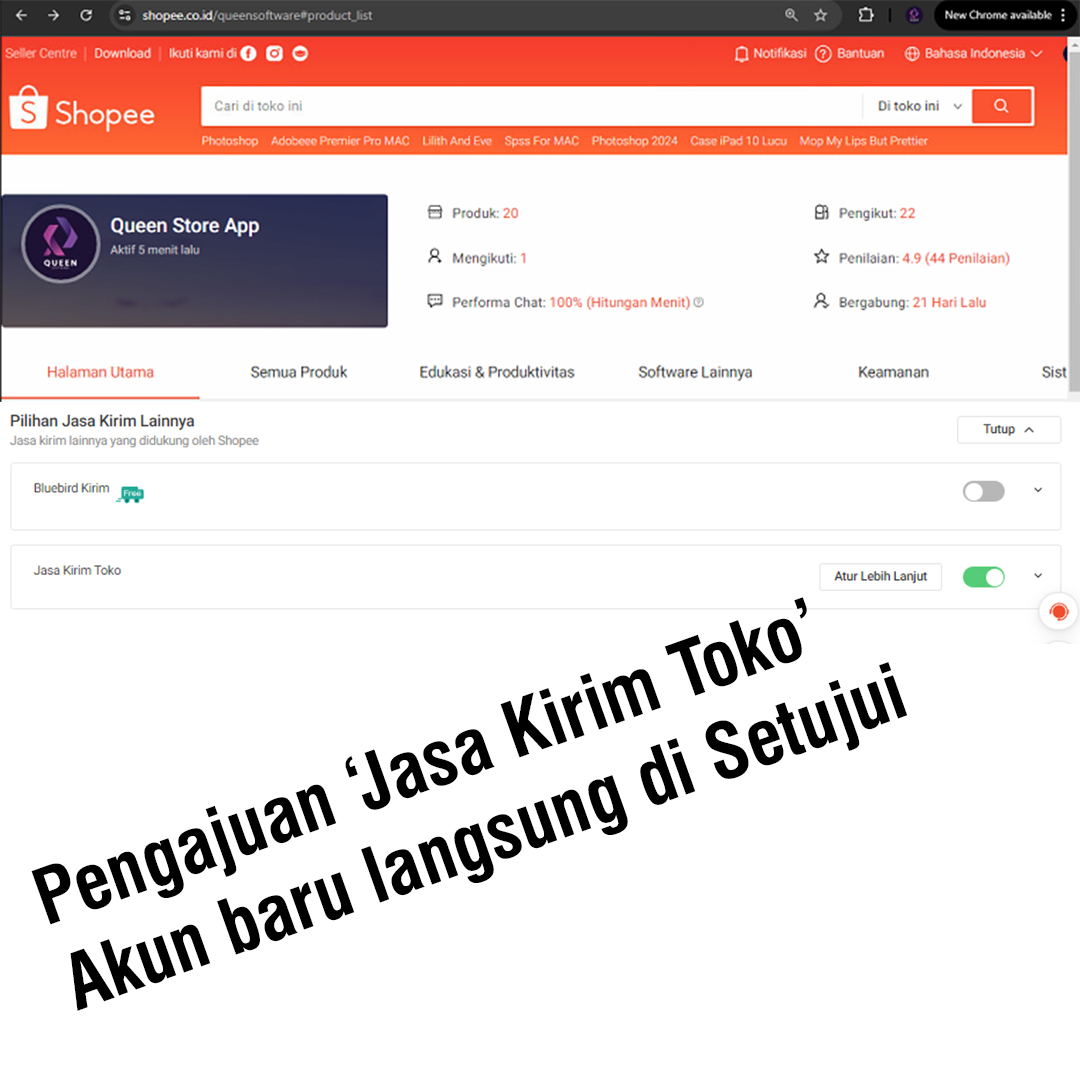 shopee.co.id/queensoftware#product_list
New Chrome available
Seller Centre | Download | Ikuti kami di
Notifikasi
Bantuan
Bahasa Indonesia
S Shopee
Cari di toko ini
Di toko ini
Photoshop Adobeee Premier Pro MAC Lilith And Eve Spss For MAC Photoshop 2024 Case iPad 10 Lucu Mop My Lips But Prettier
QUEEN
Queen Store App
Aktif 5 menit lalu
Produk: 20
Pengikut: 22
Mengikuti: 1
Penilaian: 4.9 (44 Penilaian)
Performa Chat: 100% (Hitungan Menit)
Bergabung: 21 Hari Lalu
Halaman Utama
Semua Produk
Edukasi & Produktivitas
Software Lainnya
Keamanan
Sist
Pilihan Jasa Kirim Lainnya
Jasa kirim lainnya yang didukung oleh Shopee
Tutup
Bluebird Kirim
Free
Jasa Kirim Toko
Atur Lebih Lanjut
Pengajuan ‘Jasa Kirim Toko’
Akun baru langsung di Setujui